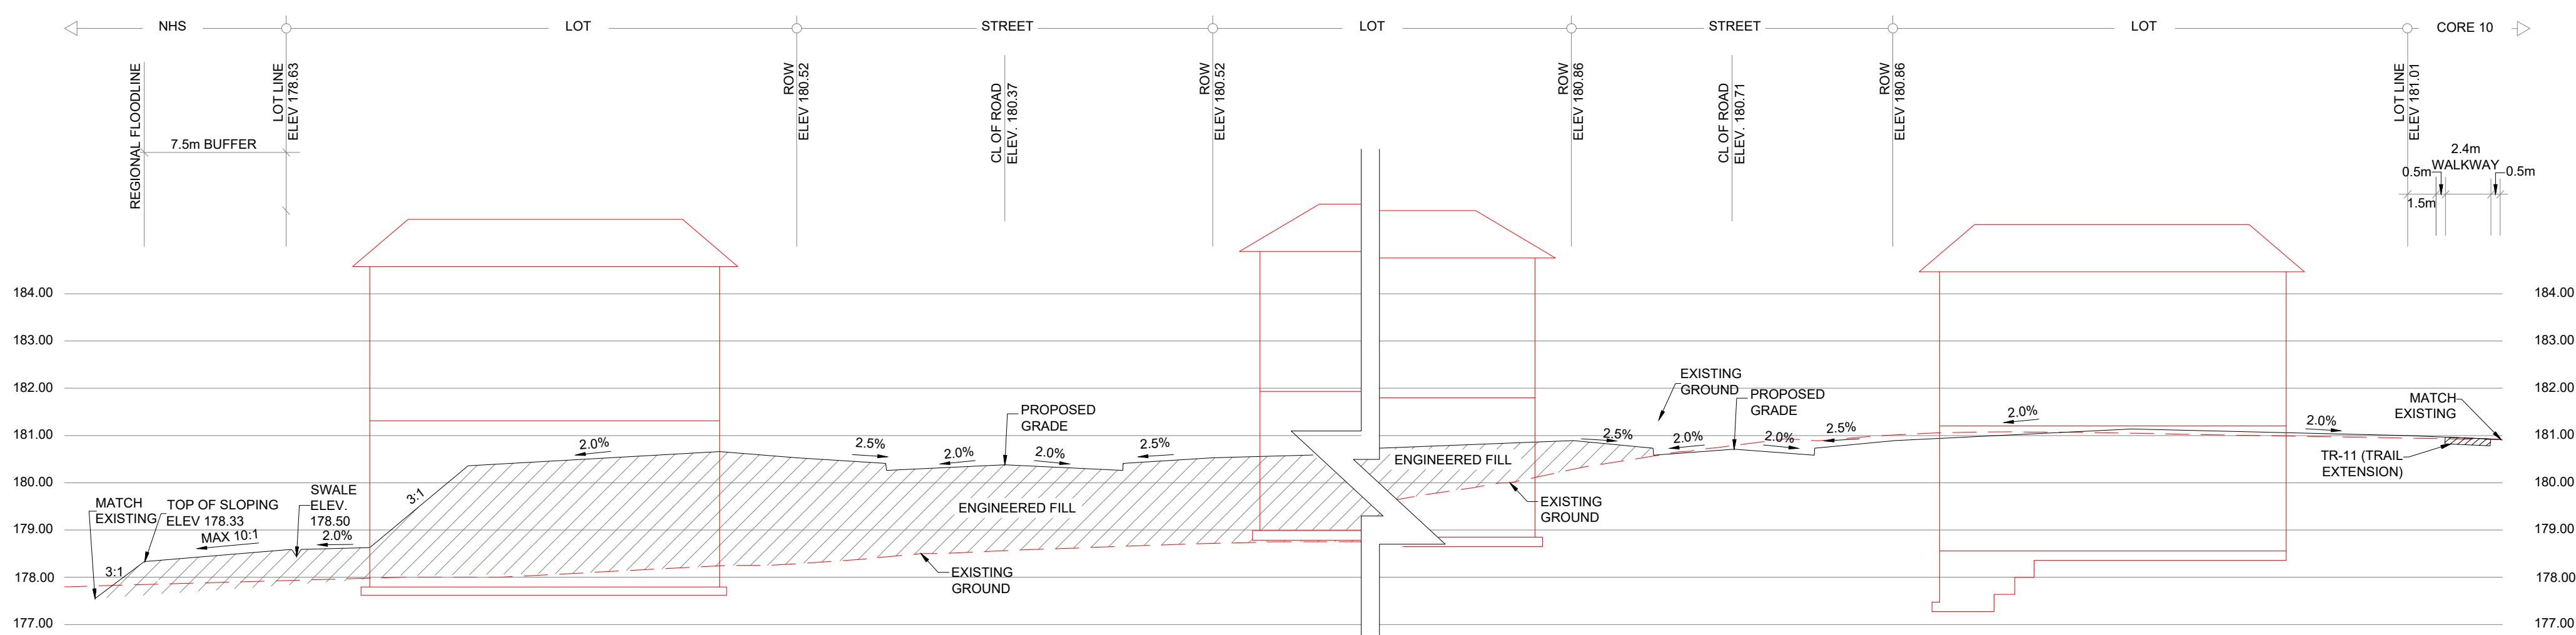 NHS
LOT
STREET
LOT
STREET
LOT
CORE 10
REGIONAL FLOODLINE
LOT LINE
ELEV 178.63
ROW
ELEV 180.52
CL OF ROAD
ELEV. 180.37
ROW
ELEV 180.52
ROW
ELEV 180.86
CL OF ROAD
ELEV. 180.71
ROW
ELEV 180.86
LOT LINE
ELEV 181.01
7.5m BUFFER
2.4m
WALKWAY
0.5m
0.5m
1.5m
184.00
184.00
183.00
183.00
182.00
182.00
181.00
181.00
180.00
180.00
179.00
179.00
178.00
178.00
177.00
177.00
MATCH
EXISTING
TOP OF SLOPING
ELEV 178.33
MAX 10:1
3:1
SWALE
ELEV.
178.50
2.0%
3:1
2.0%
2.5%
2.0%
PROPOSED
GRADE
2.0%
2.5%
ENGINEERED FILL
EXISTING
GROUND
ENGINEERED FILL
EXISTING
GROUND
2.5%
EXISTING
GROUND
2.0%
PROPOSED
GRADE
2.0%
2.5%
2.0%
2.0%
MATCH
EXISTING
TR-11 (TRAIL
EXTENSION)